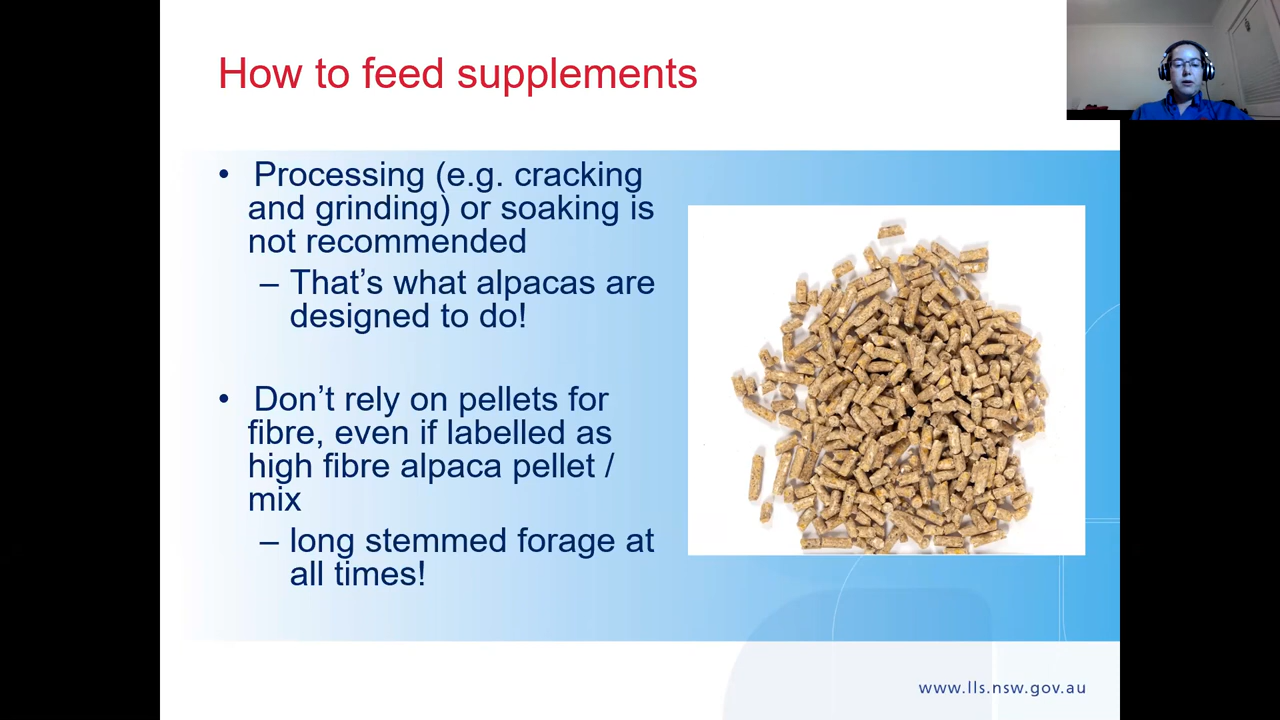 How to feed supplements
• Processing (e.g. cracking
and grinding) or soaking is
not recommended
– That’s what alpacas are
designed to do!
• Don’t rely on pellets for
fibre, even if labelled as
high fibre alpaca pellet /
mix
– long stemmed forage at
all times!
www.lls.nsw.gov.au